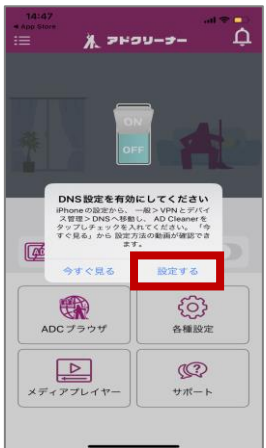 14:47
◀ App Store
アドクリーナー
ON
OFF
DNS設定を有効にしてください
iPhoneの設定から、 一般＞VPNとデバイ
ス管理＞DNSへ移動し、 AD Cleanerを
タップしチェックを入れてください。 「今
すぐ見る」から 設定方法の動画が確認でき
ます。
今すぐ見る
設定する
ADCブラウザ
各種設定
メディアプレイヤー
サポート